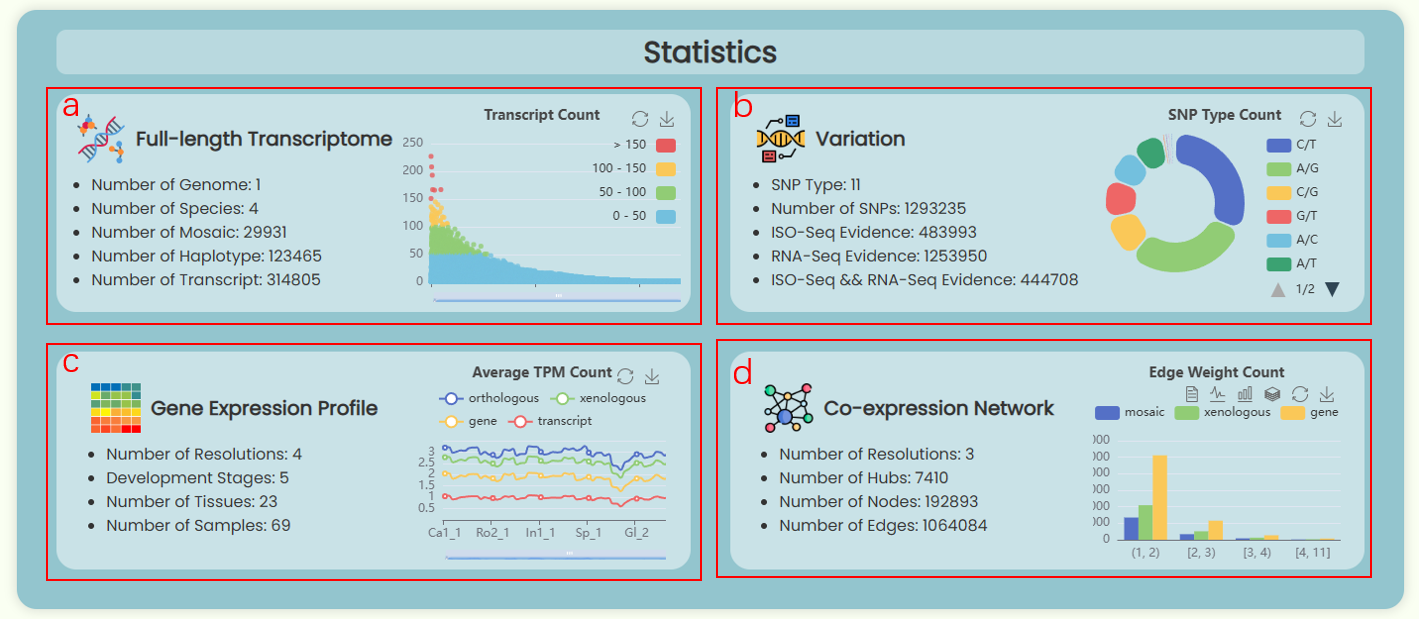 Statistics
a
Full-length Transcriptome
Number of Genome: 1
Number of Species: 4
Number of Mosaic: 29931
Number of Haplotype: 123465
Number of Transcript: 314805
Transcript Count
> 150
100 - 150
50 - 100
0 - 50
250
200
150
100
50
0
b
Variation
SNP Type: 11
Number of SNPs: 1293235
ISO-Seq Evidence: 483993
RNA-Seq Evidence: 1253950
ISO-Seq && RNA-Seq Evidence: 444708
SNP Type Count
C/T
A/G
C/G
G/T
A/C
A/T
1/2
c
Gene Expression Profile
Number of Resolutions: 4
Development Stages: 5
Number of Tissues: 23
Number of Samples: 69
Average TPM Count
orthologous xenologous
gene transcript
3
2.5
2
1.5
1
0.5
Ca1_1 Ro2_1 In1_1 Sp_1 Gl_2
d
Co-expression Network
Number of Resolutions: 3
Number of Hubs: 7410
Number of Nodes: 192893
Number of Edges: 1064084
Edge Weight Count
mosaic xenologous gene
000
000
000
000
000
000
0
(1, 2) [2, 3) [3, 4) [4, 11]